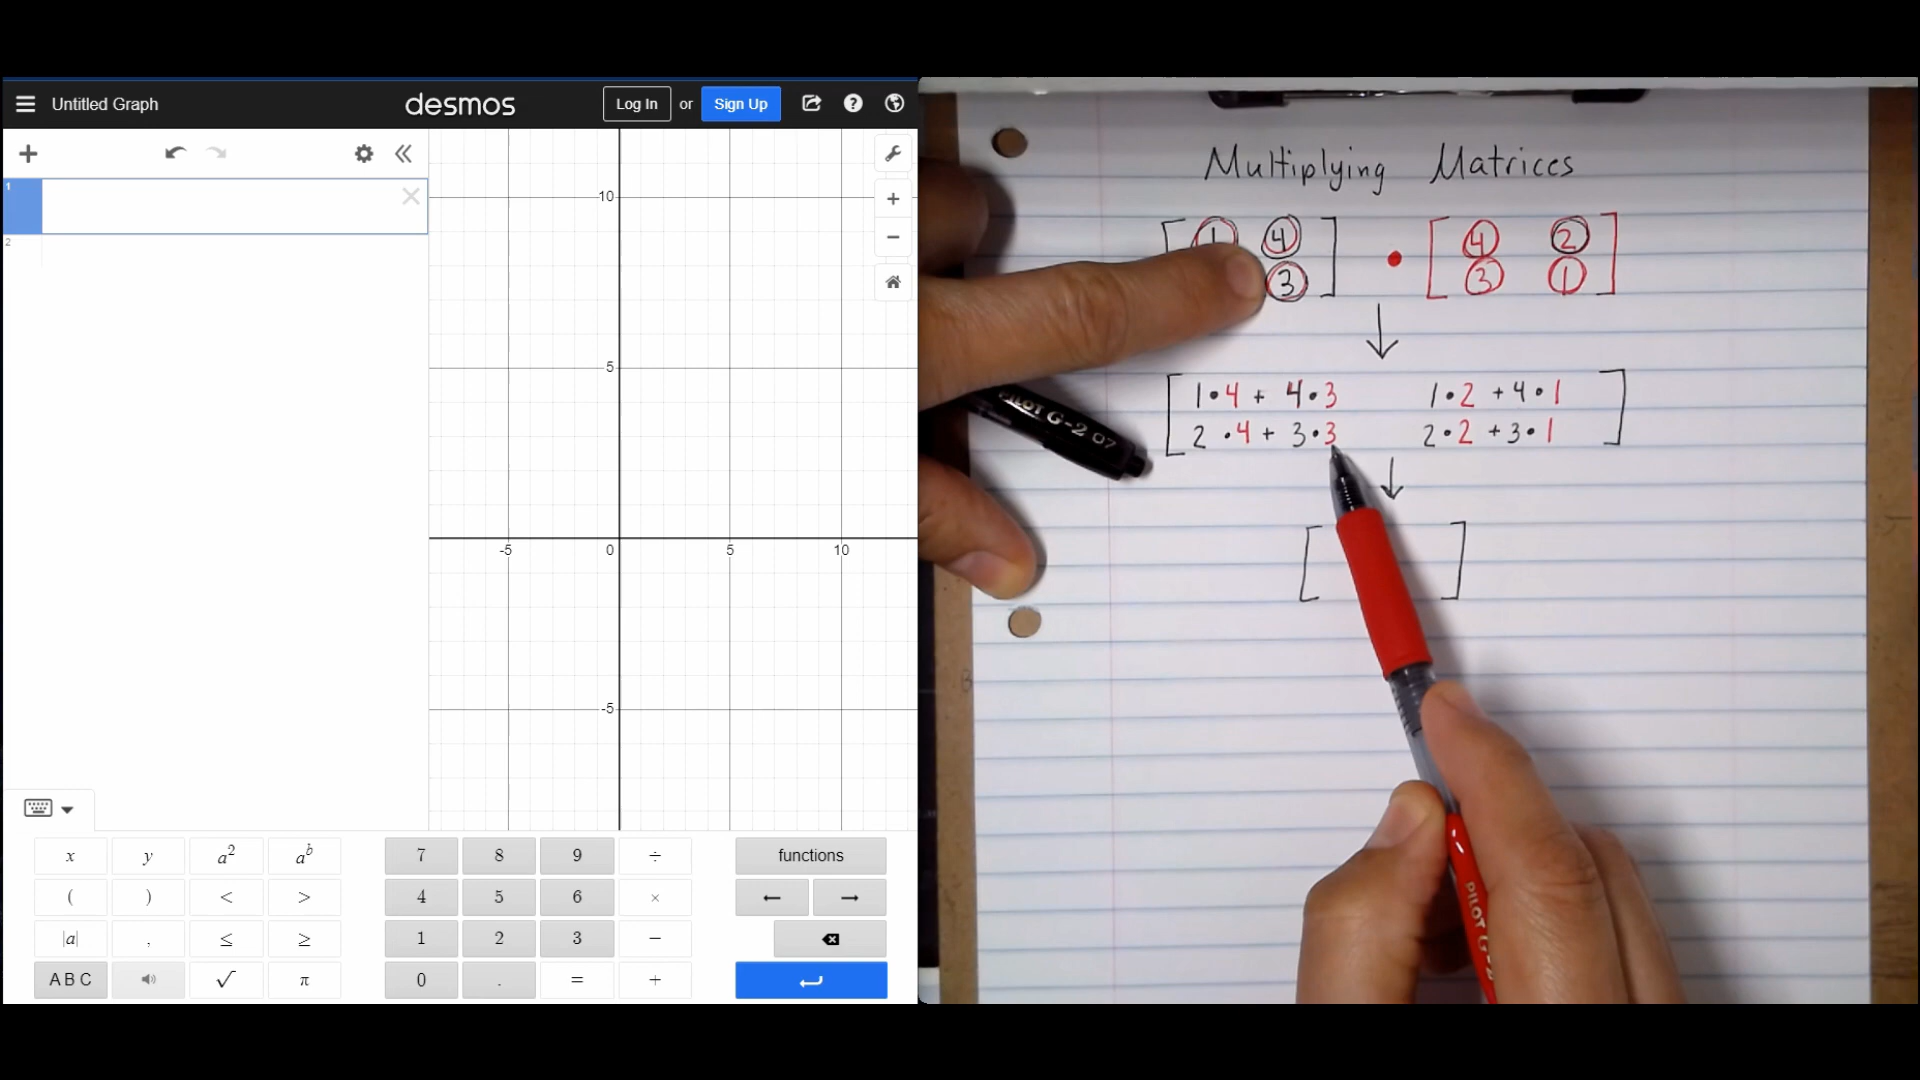 Untitled Graph
desmos
Log In or Sign Up
1
2
10
5
-5
-5 0 5 10
x y a² aᵇ 7 8 9 ÷ functions
( ) < > 4 5 6 ×
|a| , ≤ ≥ 1 2 3 −
A B C √ π 0 . = +
Multiplying Matrices
[ 1 4 ] • [ 4 2 ]
3 3 1
[ 1•4 + 4•3 1•2 + 4•1 ]
2•4 + 3•3 2•2 + 3•1
[ ]
PILOT G-2 07
PILOT G-2